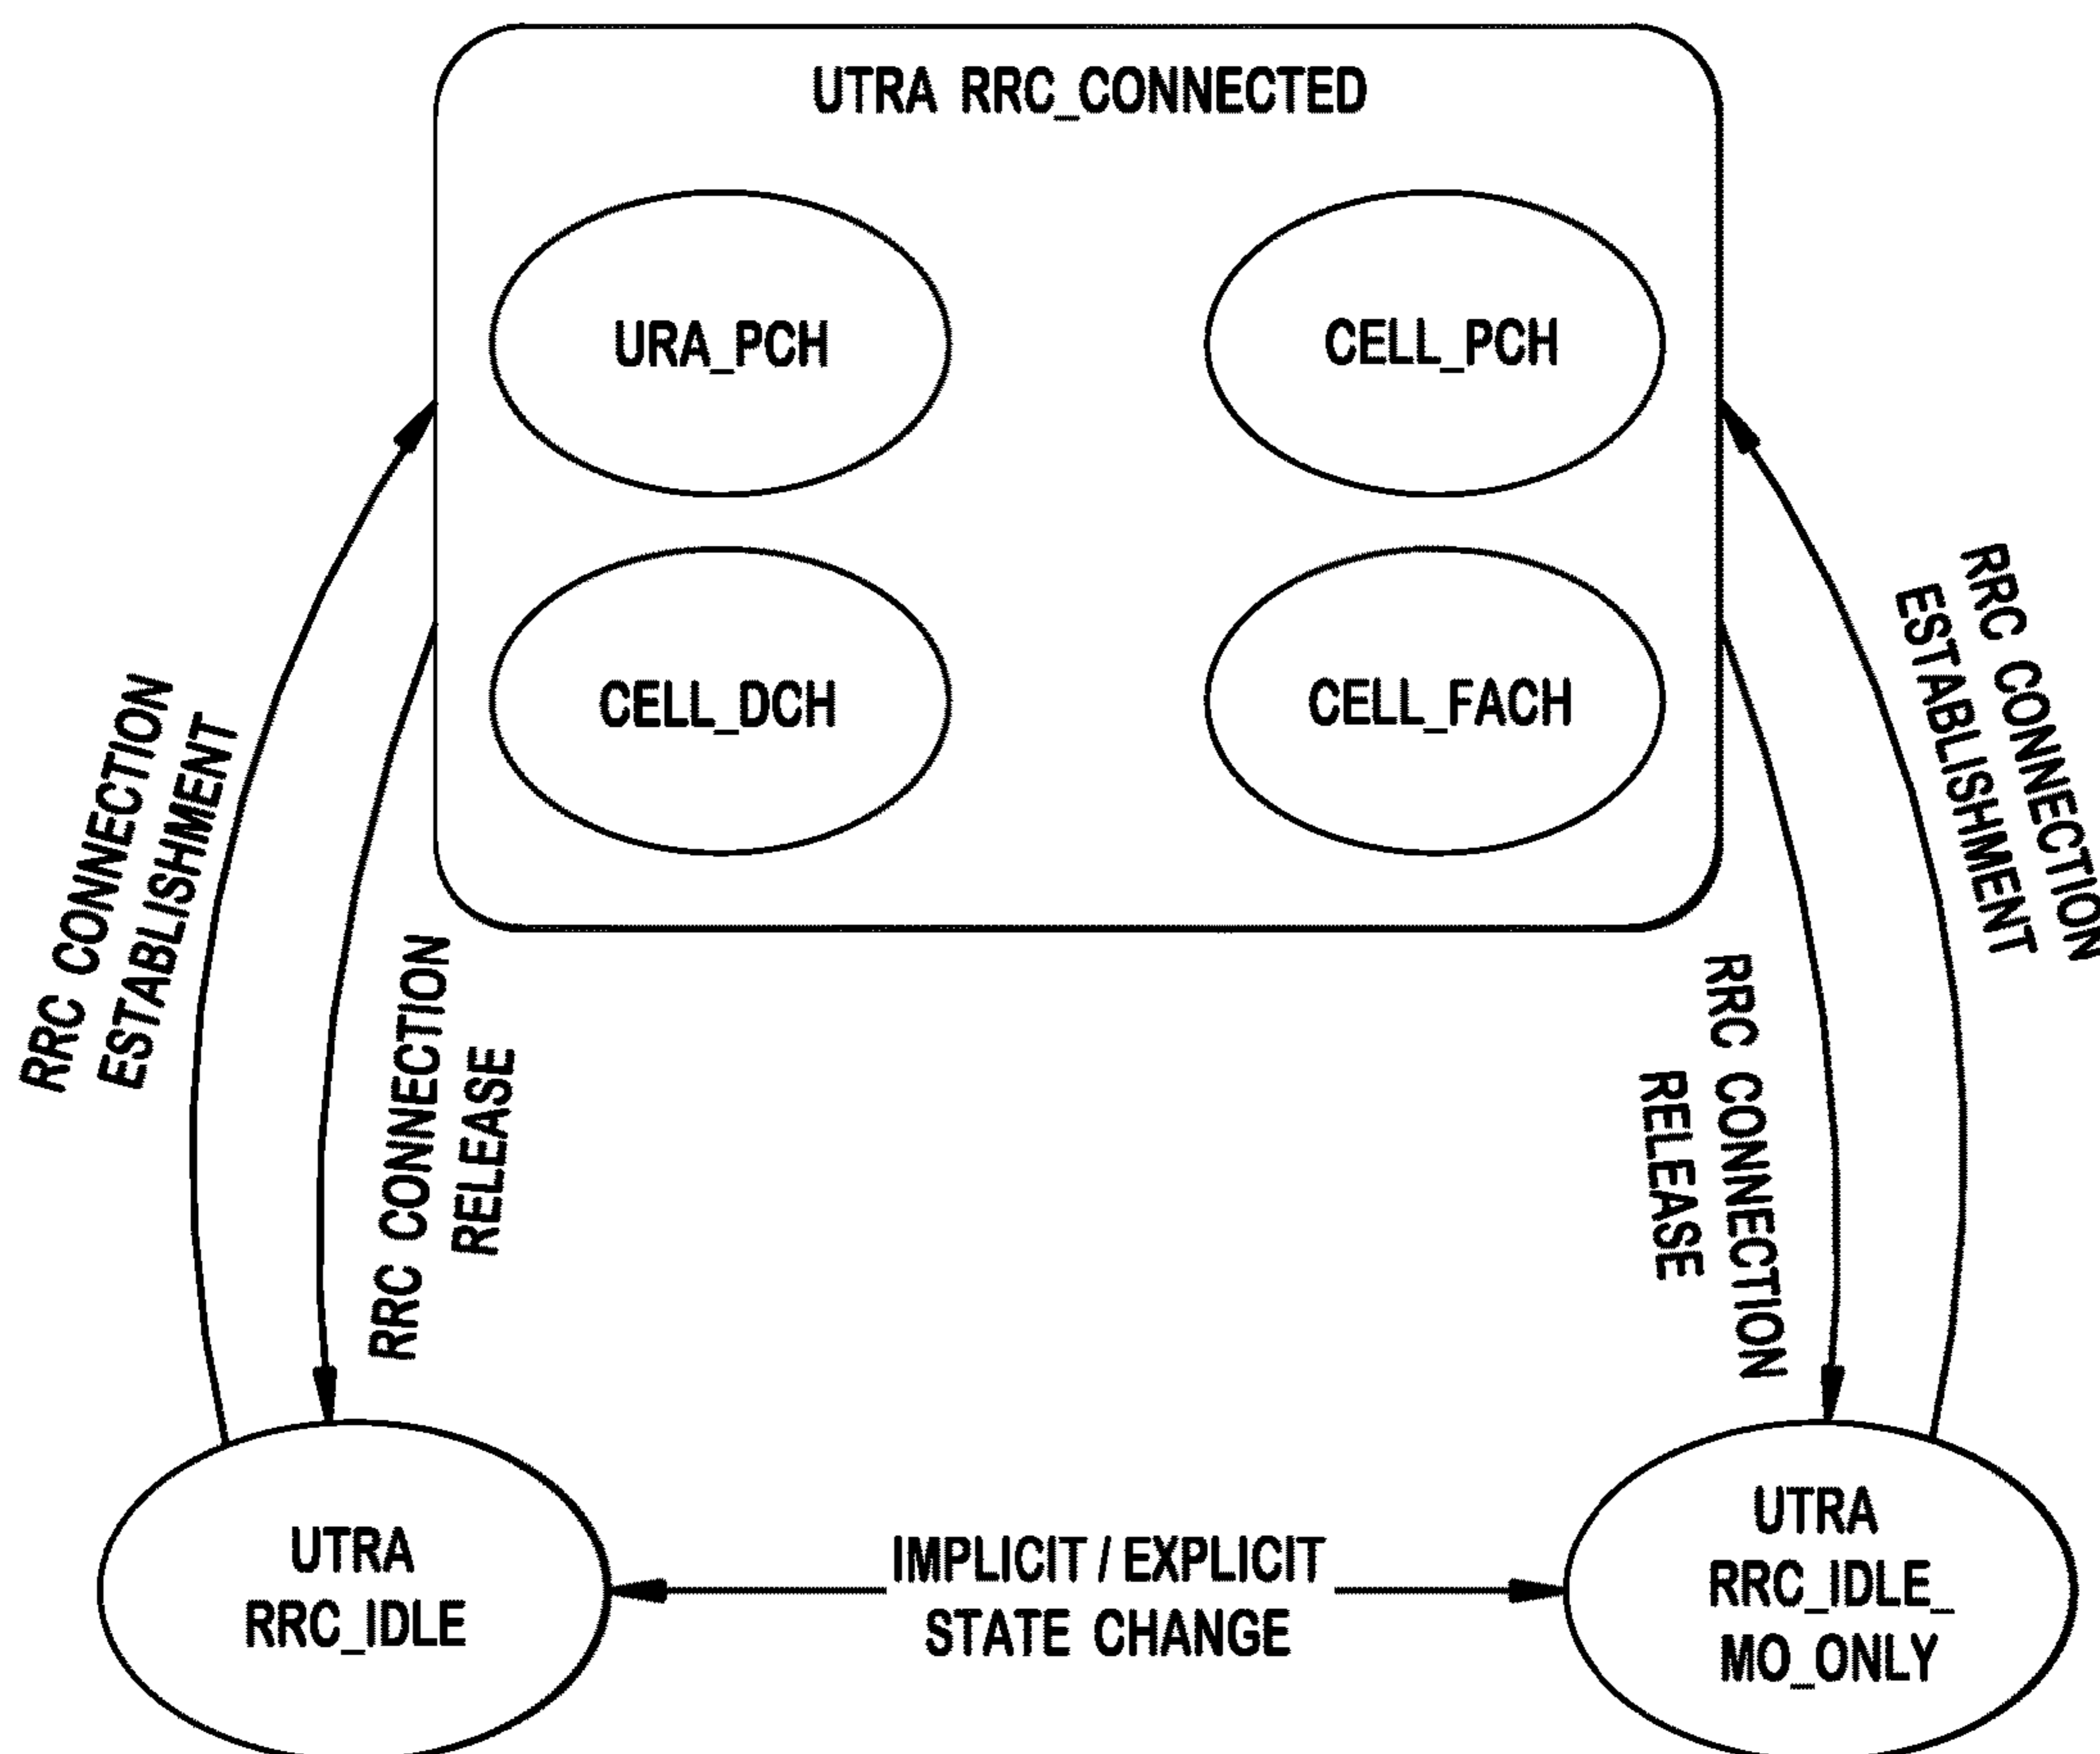 UTRA RRC_CONNECTED
URA_PCH
CELL_PCH
CELL_DCH
CELL_FACH
RRC CONNECTION
ESTABLISHMENT
RRC CONNECTION
RELEASE
RRC CONNECTION
RELEASE
RRC CONNECTION
ESTABLISHMENT
UTRA
RRC_IDLE
IMPLICIT / EXPLICIT
STATE CHANGE
UTRA
RRC_IDLE_
MO_ONLY